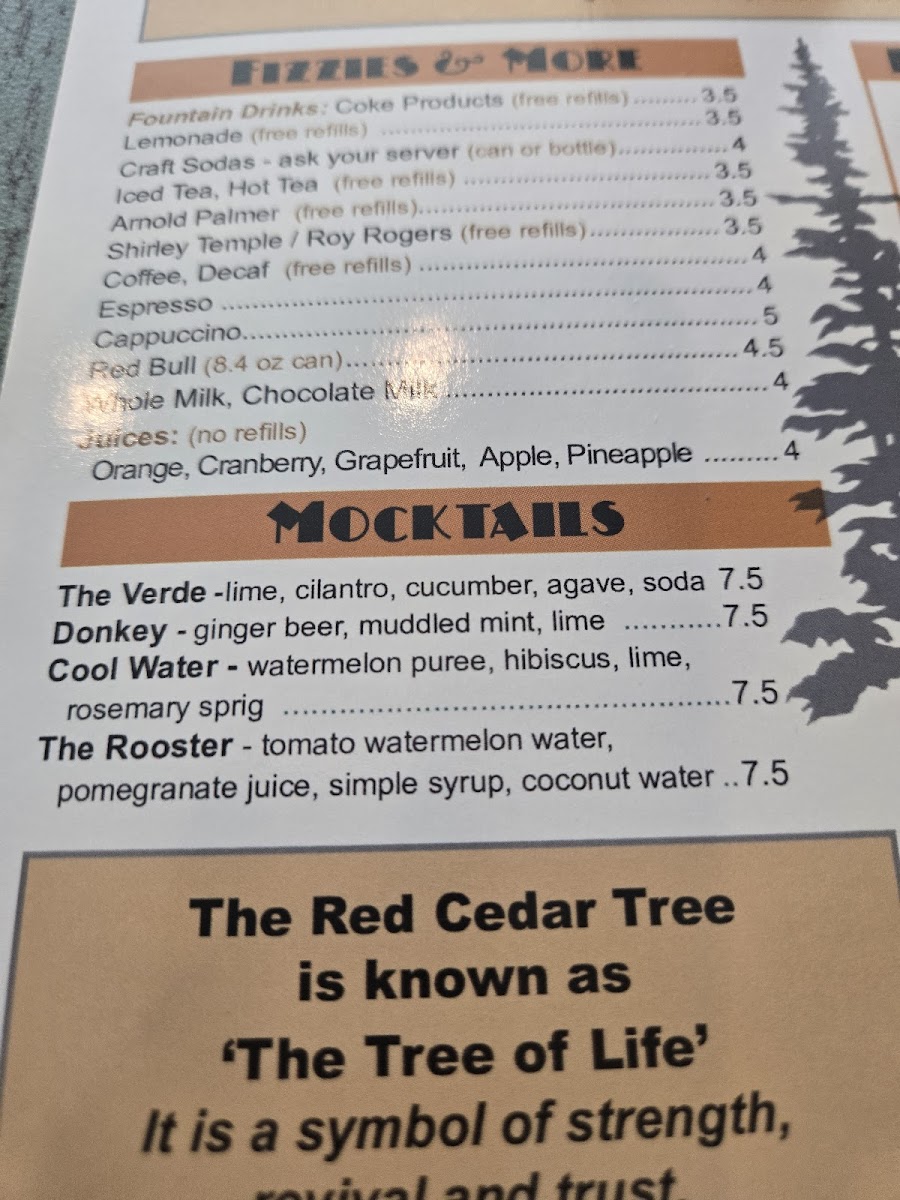 FIZZIES & MORE
Fountain Drinks: Coke Products (free refills).........3.5
Lemonade (free refills) ............................................3.5
Craft Sodas - ask your server (can or bottle)................4
Iced Tea, Hot Tea (free refills) ..................................3.5
Arnold Palmer (free refills).........................................3.5
Shirley Temple / Roy Rogers (free refills)..................3.5
Coffee, Decaf (free refills) ............................................4
Espresso ......................................................................4
Cappuccino...................................................................5
Red Bull (8.4 oz can)...................................................4.5
Whole Milk, Chocolate Milk..........................................4
Juices: (no refills)
Orange, Cranberry, Grapefruit, Apple, Pineapple .........4
MOCKTAILS
The Verde -lime, cilantro, cucumber, agave, soda 7.5
Donkey - ginger beer, muddled mint, lime ...........7.5
Cool Water - watermelon puree, hibiscus, lime,
rosemary sprig ..................................................7.5
The Rooster - tomato watermelon water,
pomegranate juice, simple syrup, coconut water ..7.5
The Red Cedar Tree
is known as
‘The Tree of Life’
It is a symbol of strength,
revival and trust.